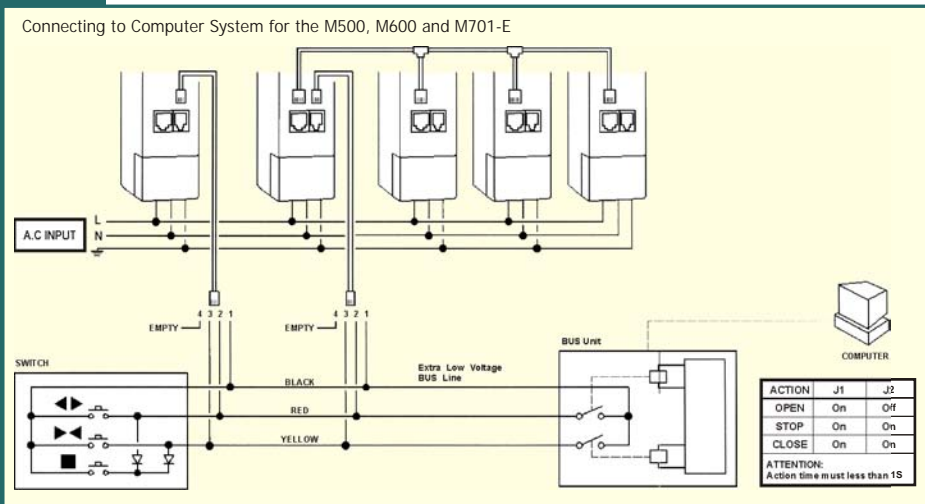 Connecting to Computer System for the M500, M600 and M701-E
A.C INPUT
L
N
4 3 2 1
EMPTY
4 3 2 1
EMPTY
SWITCH
BLACK
RED
YELLOW
Extra Low Voltage
BUS Line
BUS Unit
COMPUTER
ACTION J1 J2
OPEN On Off
STOP On On
CLOSE On On
ATTENTION:
Action time must less than 1S